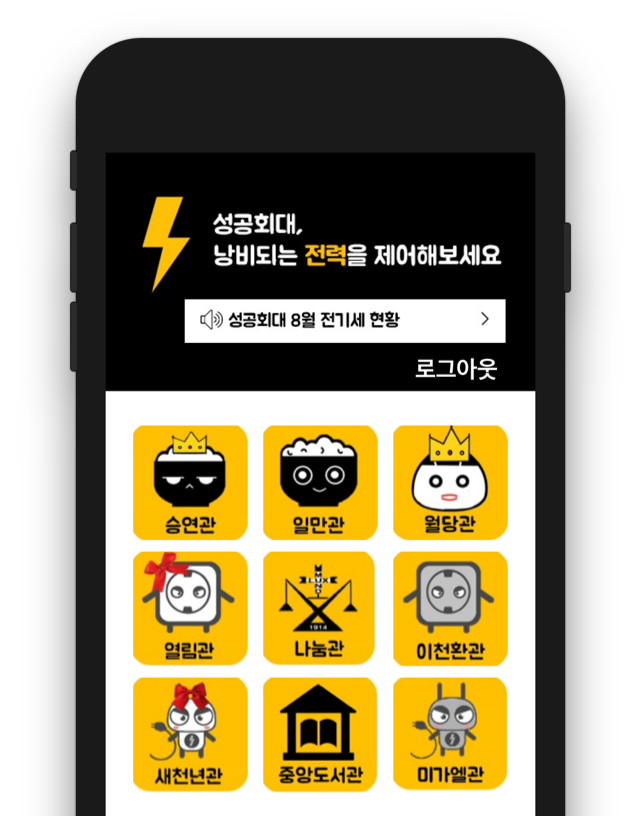 성공회대,
낭비되는 전력을 제어해보세요
성공회대 8월 전기세 현황
로그아웃
승연관
일만관
월당관
열림관
LUX MUNDI
1914
나눔관
이천환관
새천년관
중앙도서관
미가엘관